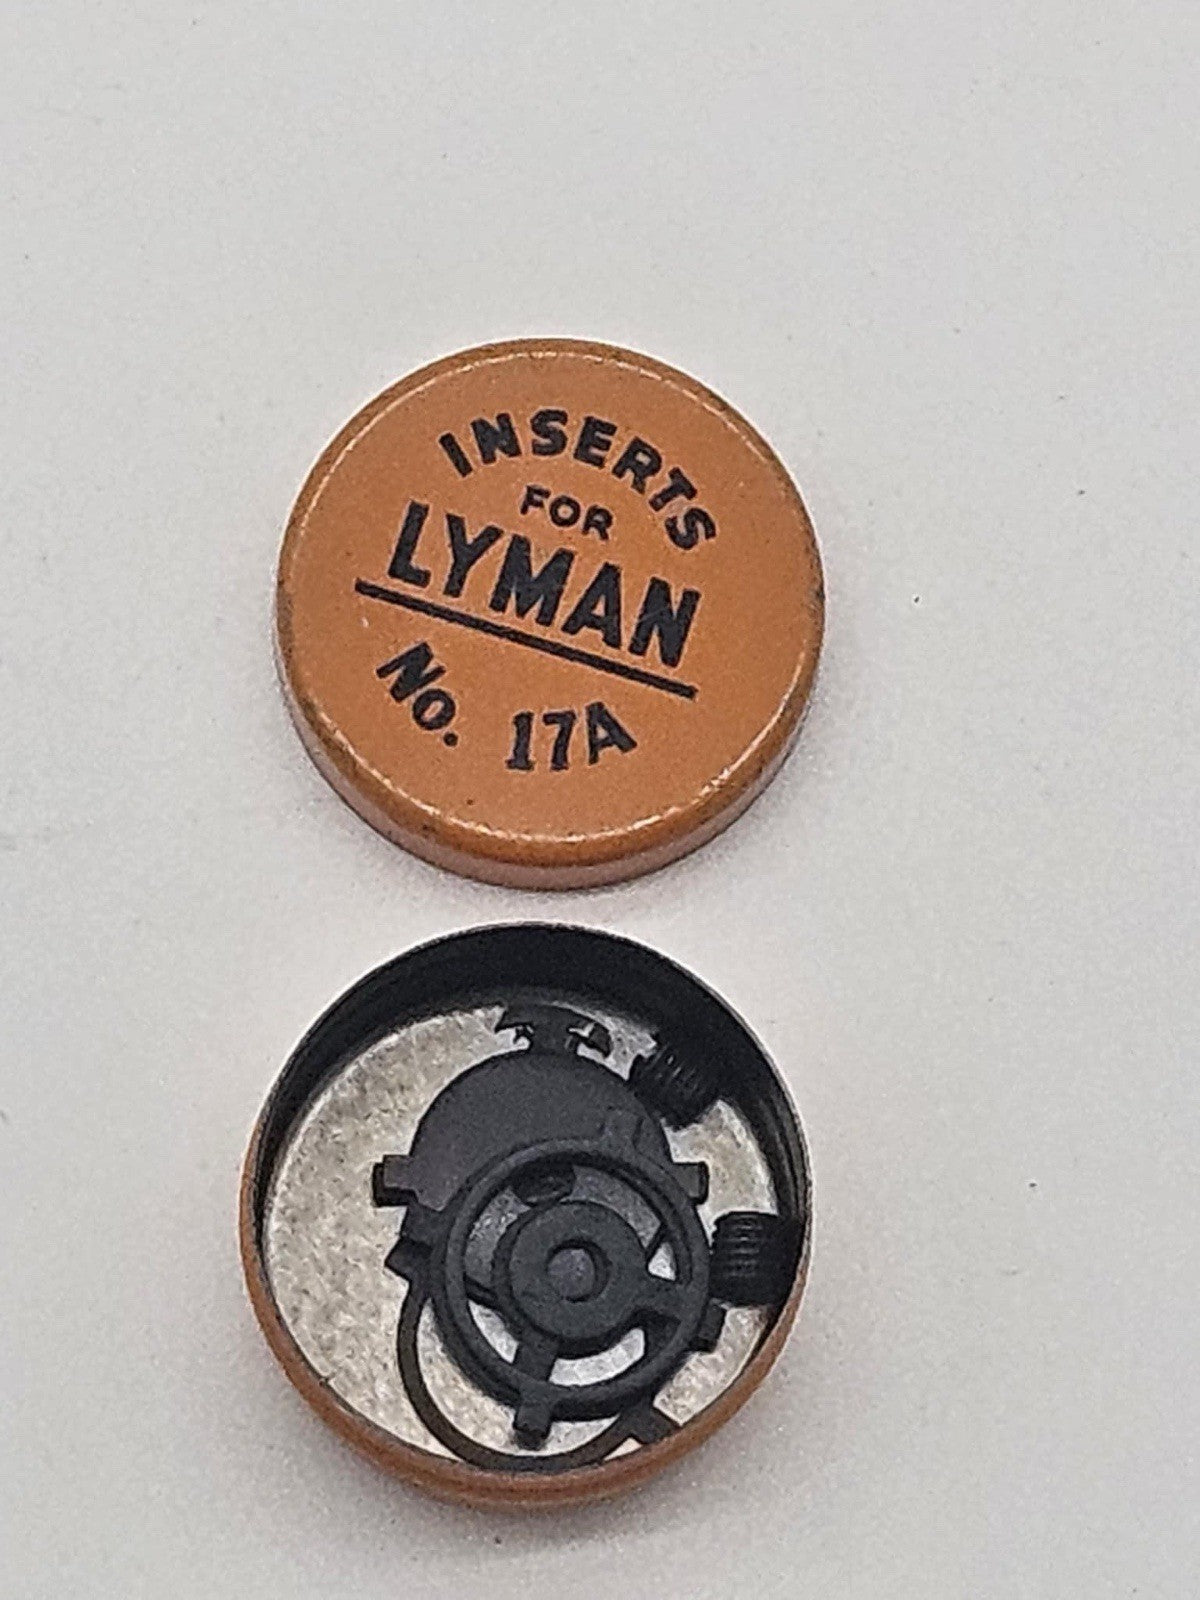 INSERTS
FOR
LYMAN
No. 17A